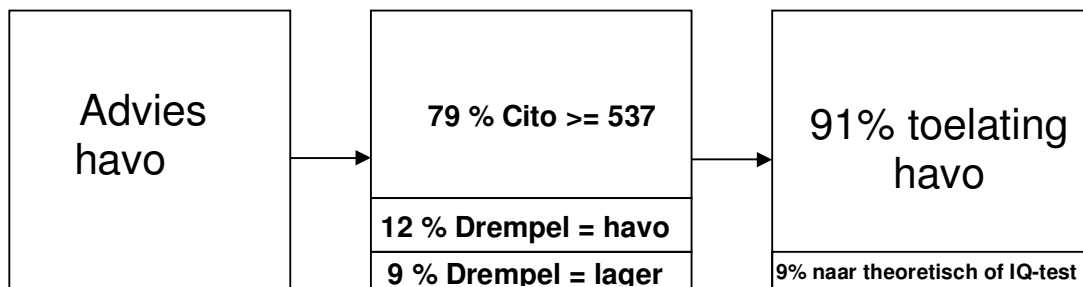 Advies
havo
79 % Cito >= 537
12 % Drempel = havo
9 % Drempel = lager
91% toelating
havo
9% naar theoretisch of IQ-test